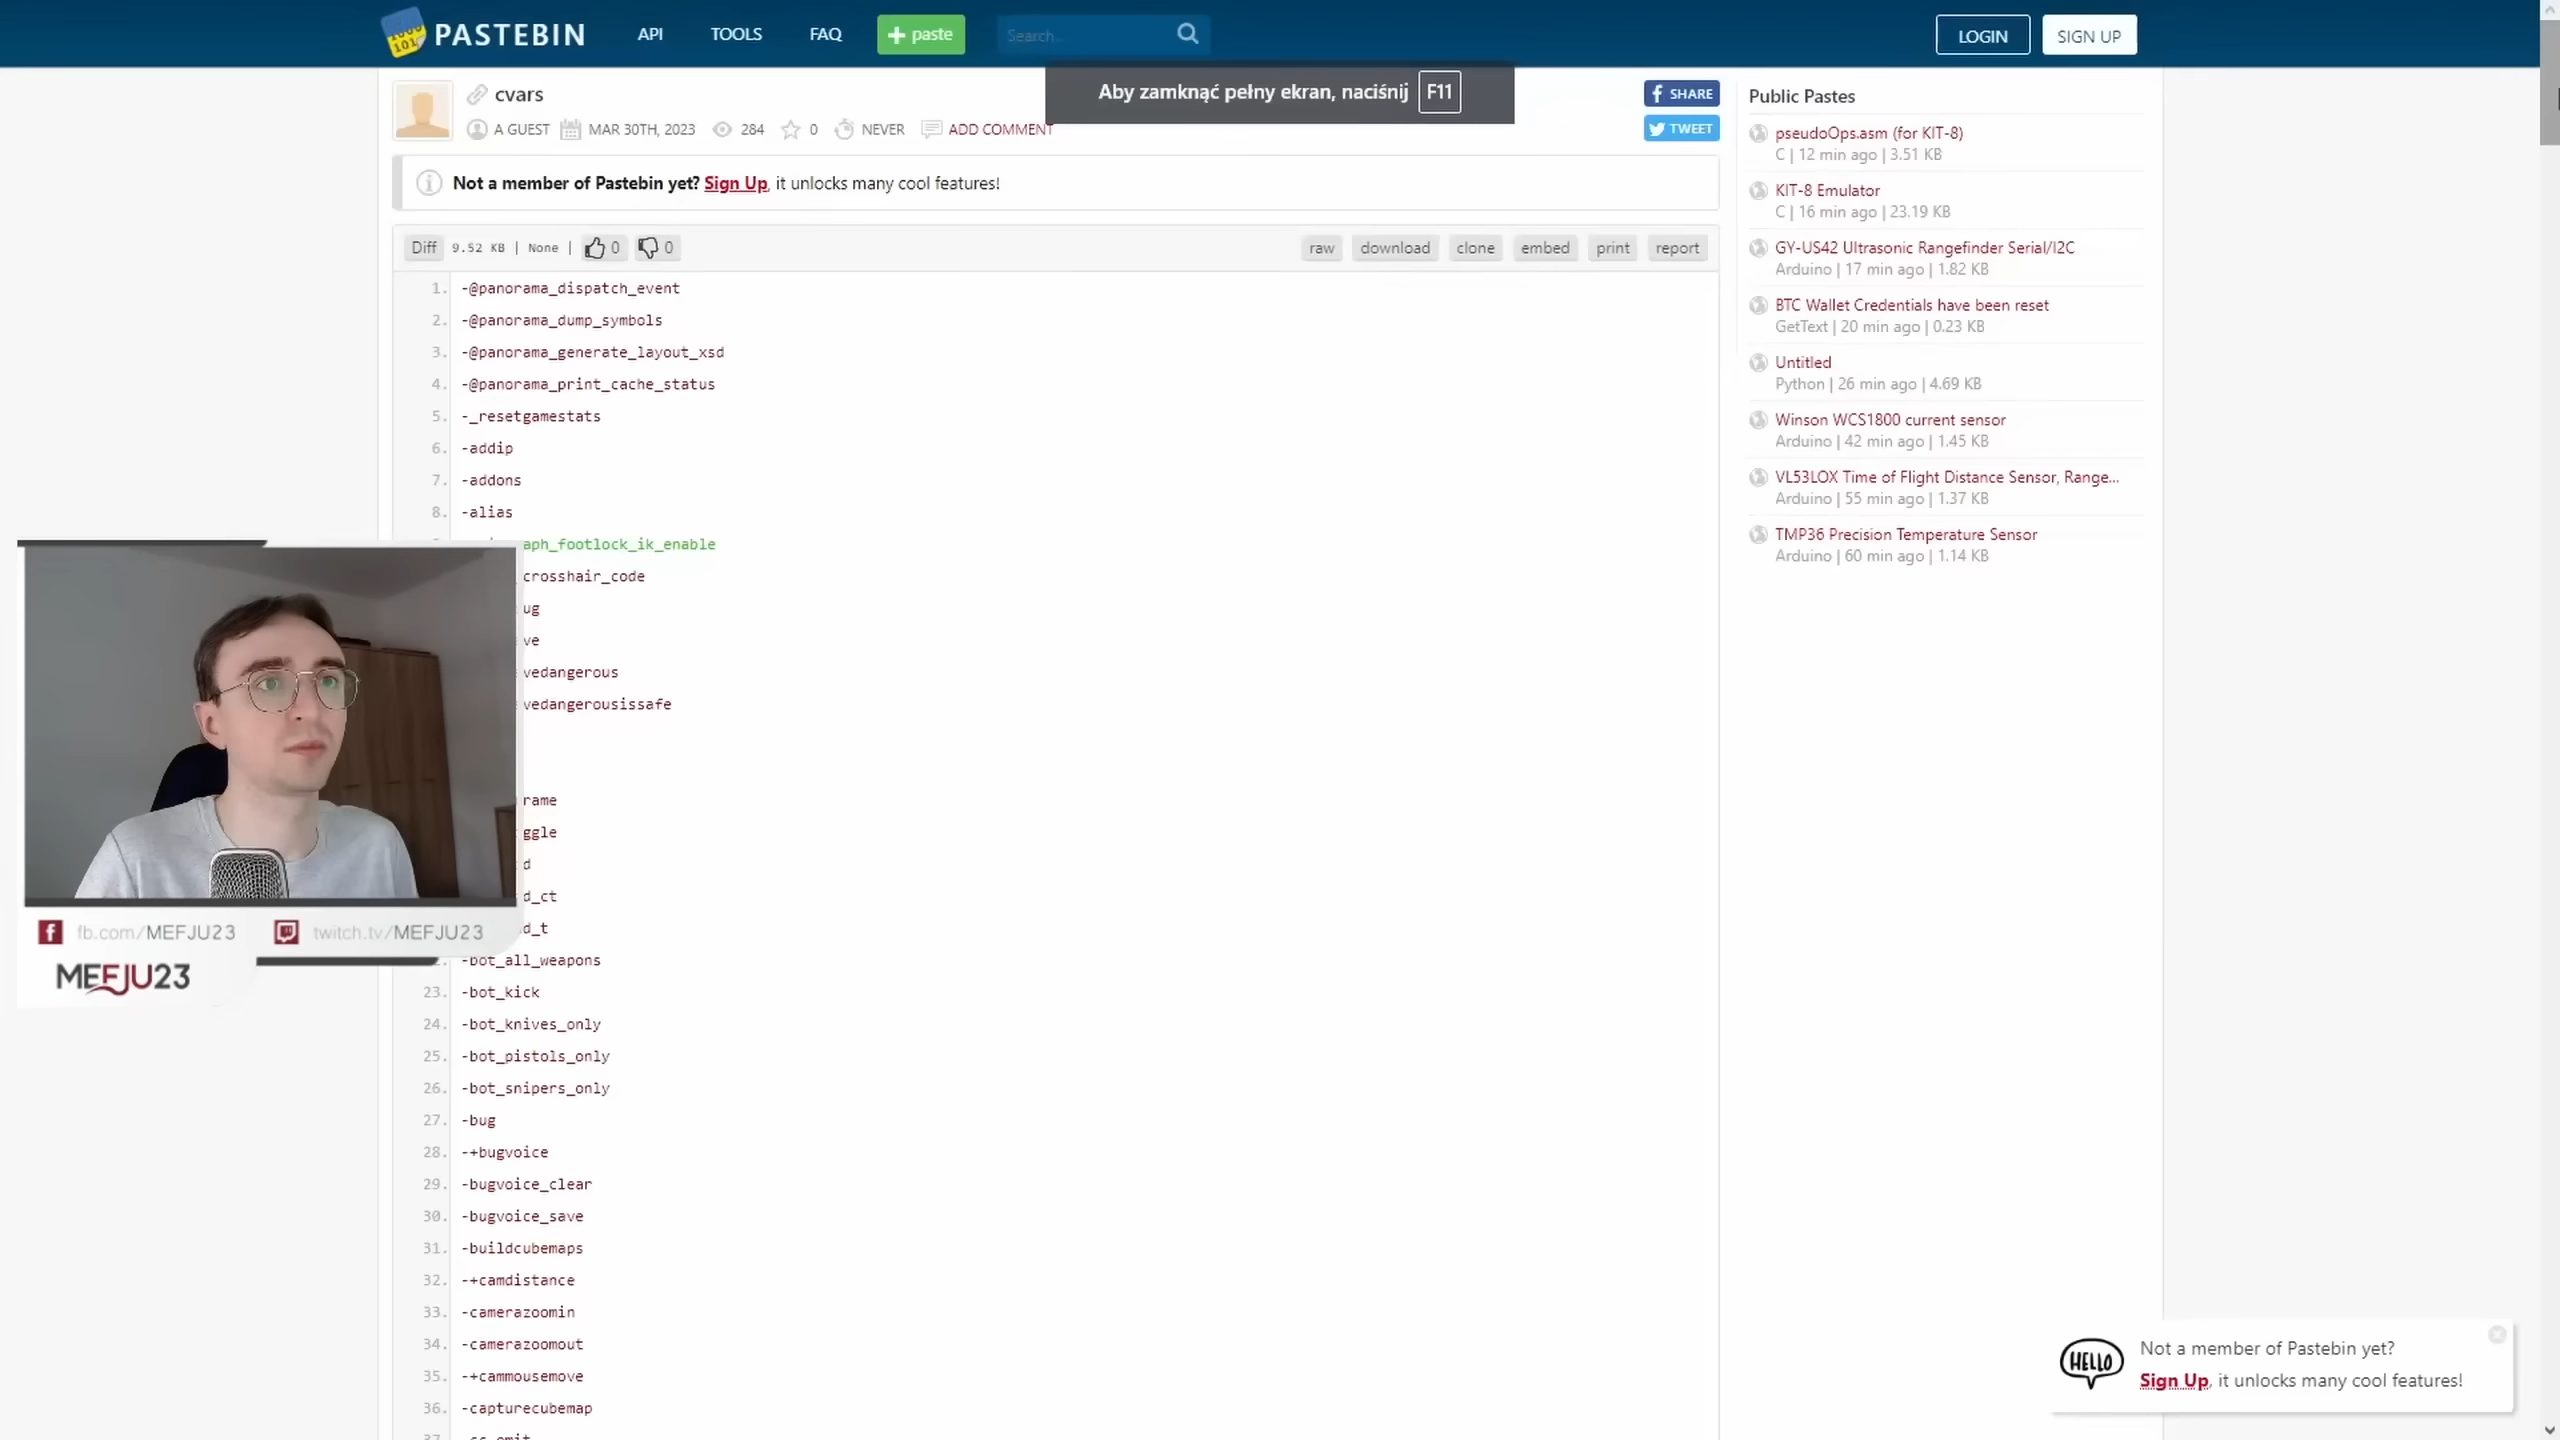 PASTEBIN API TOOLS FAQ + paste Search... LOGIN SIGN UP
Aby zamknąć pełny ekran, naciśnij F11
cvars
A GUEST MAR 30TH, 2023 284 0 NEVER ADD COMMENT
SHARE
TWEET
Not a member of Pastebin yet? Sign Up, it unlocks many cool features!
Diff 9.52 KB | None | 0 0 raw download clone embed print report
1. -@panorama_dispatch_event
2. -@panorama_dump_symbols
3. -@panorama_generate_layout_xsd
4. -@panorama_print_cache_status
5. -_resetgamestats
6. -addip
7. -addons
8. -alias
aph_footlock_ik_enable
crosshair_code
ug
ve
vedangerous
vedangerousissafe
rame
ggle
d
d_ct
d_t
-bot_all_weapons
23. -bot_kick
24. -bot_knives_only
25. -bot_pistols_only
26. -bot_snipers_only
27. -bug
28. -+bugvoice
29. -bugvoice_clear
30. -bugvoice_save
31. -buildcubemaps
32. -+camdistance
33. -camerazoomin
34. -camerazoomout
35. -+cammousemove
36. -capturecubemap
Public Pastes
pseudoOps.asm (for KIT-8)
C | 12 min ago | 3.51 KB
KIT-8 Emulator
C | 16 min ago | 23.19 KB
GY-US42 Ultrasonic Rangefinder Serial/I2C
Arduino | 17 min ago | 1.82 KB
BTC Wallet Credentials have been reset
GetText | 20 min ago | 0.23 KB
Untitled
Python | 26 min ago | 4.69 KB
Winson WCS1800 current sensor
Arduino | 42 min ago | 1.45 KB
VL53LOX Time of Flight Distance Sensor, Range...
Arduino | 55 min ago | 1.37 KB
TMP36 Precision Temperature Sensor
Arduino | 60 min ago | 1.14 KB
fb.com/MEFJU23 twitch.tv/MEFJU23
MEFJU23
HELLO
Not a member of Pastebin yet?
Sign Up, it unlocks many cool features!